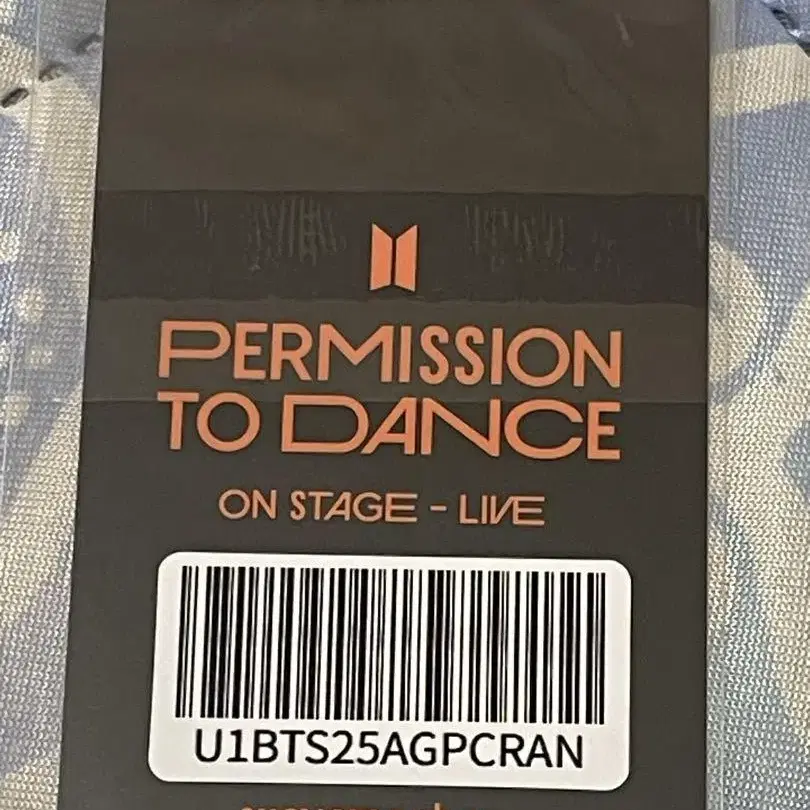 PERMISSION
TO DANCE
ON STAGE - LIVE
U1BTS25AGPCRAN